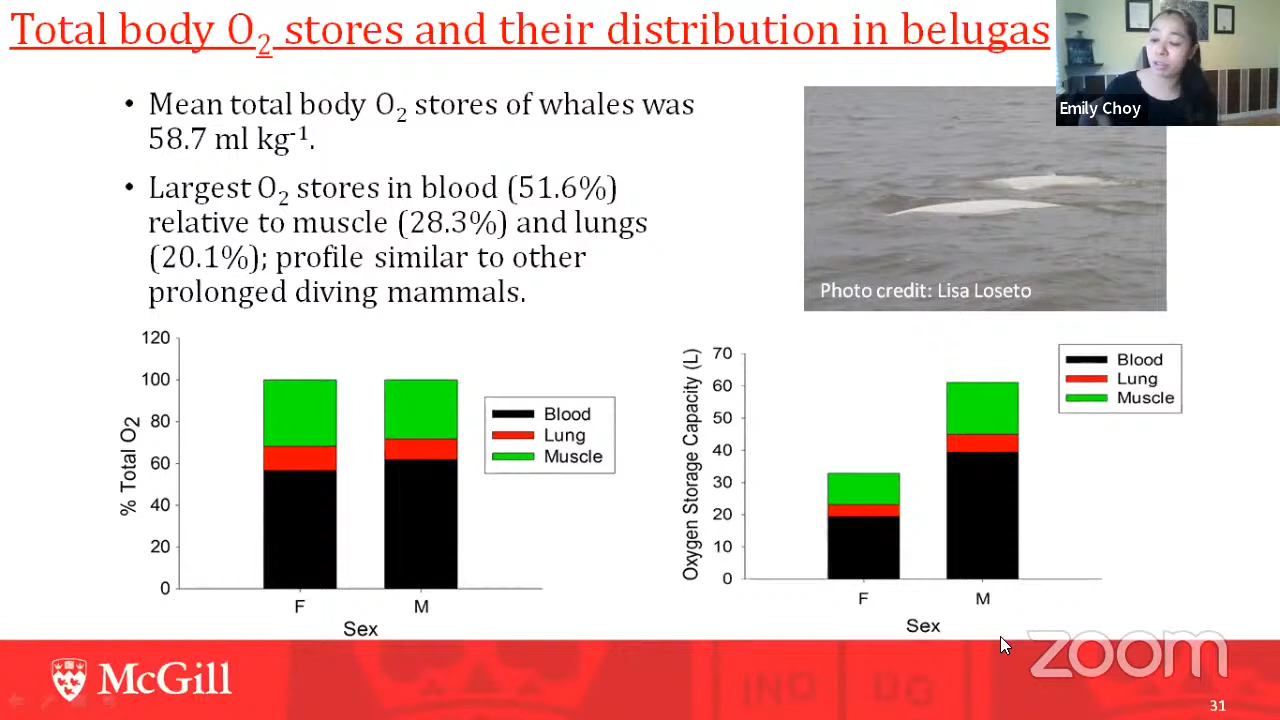 Total body O2 stores and their distribution in belugas
Emily Choy
• Mean total body O2 stores of whales was
58.7 ml kg-1.
• Largest O2 stores in blood (51.6%)
relative to muscle (28.3%) and lungs
(20.1%); profile similar to other
prolonged diving mammals.
Photo credit: Lisa Loseto
% Total O2
120
100
80
60
40
20
0
F
M
Sex
Blood
Lung
Muscle
Oxygen Storage Capacity (L)
70
60
50
40
30
20
10
0
F
M
Sex
Blood
Lung
Muscle
McGill
INQ
DG
zoom
31